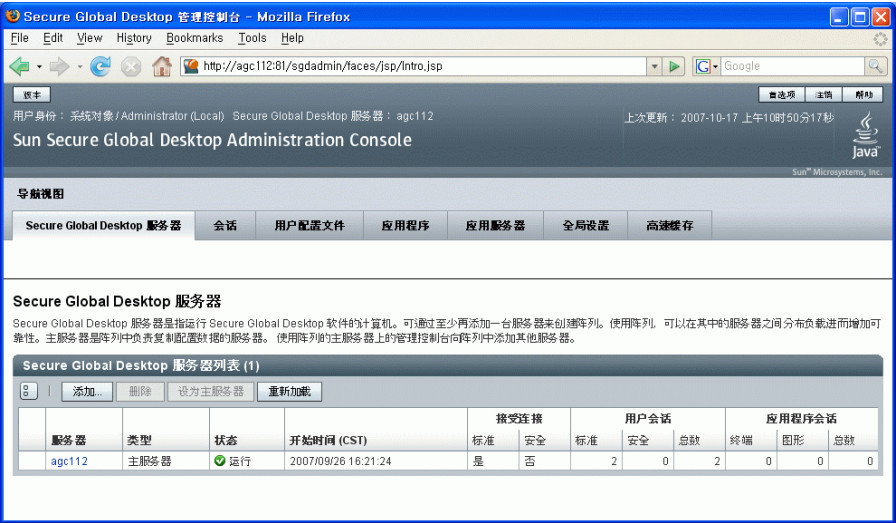 Secure Global Desktop 管理控制台 - Mozilla Firefox
File Edit View History Bookmarks Tools Help
http://agc112:81/sgdadmin/faces/jsp/Intro.jsp
G Google
版本
首选项 注销 帮助
用户身份： 系统对象 / Administrator (Local) Secure Global Desktop 服务器： agc112
上次更新： 2007-10-17 上午10时50分17秒
Sun Secure Global Desktop Administration Console
Java
Sun™ Microsystems, Inc.
导航视图
Secure Global Desktop 服务器 会话 用户配置文件 应用程序 应用服务器 全局设置 高速缓存
Secure Global Desktop 服务器
Secure Global Desktop 服务器是指运行 Secure Global Desktop 软件的计算机。可通过至少再添加一台服务器来创建阵列。使用阵列，可以在其中的服务器之间分布负载进而增加可
靠性。主服务器是阵列中负责复制配置数据的服务器。 使用阵列的主服务器上的管理控制台向阵列中添加其他服务器。
Secure Global Desktop 服务器列表 (1)
添加... 删除 设为主服务器 重新加载
接受连接 用户会话 应用程序会话
服务器 类型 状态 开始时间 (CST) 标准 安全 标准 安全 总数 终端 图形 总数
agc112 主服务器 运行 2007/09/26 16:21:24 是 否 2 0 2 0 0 0